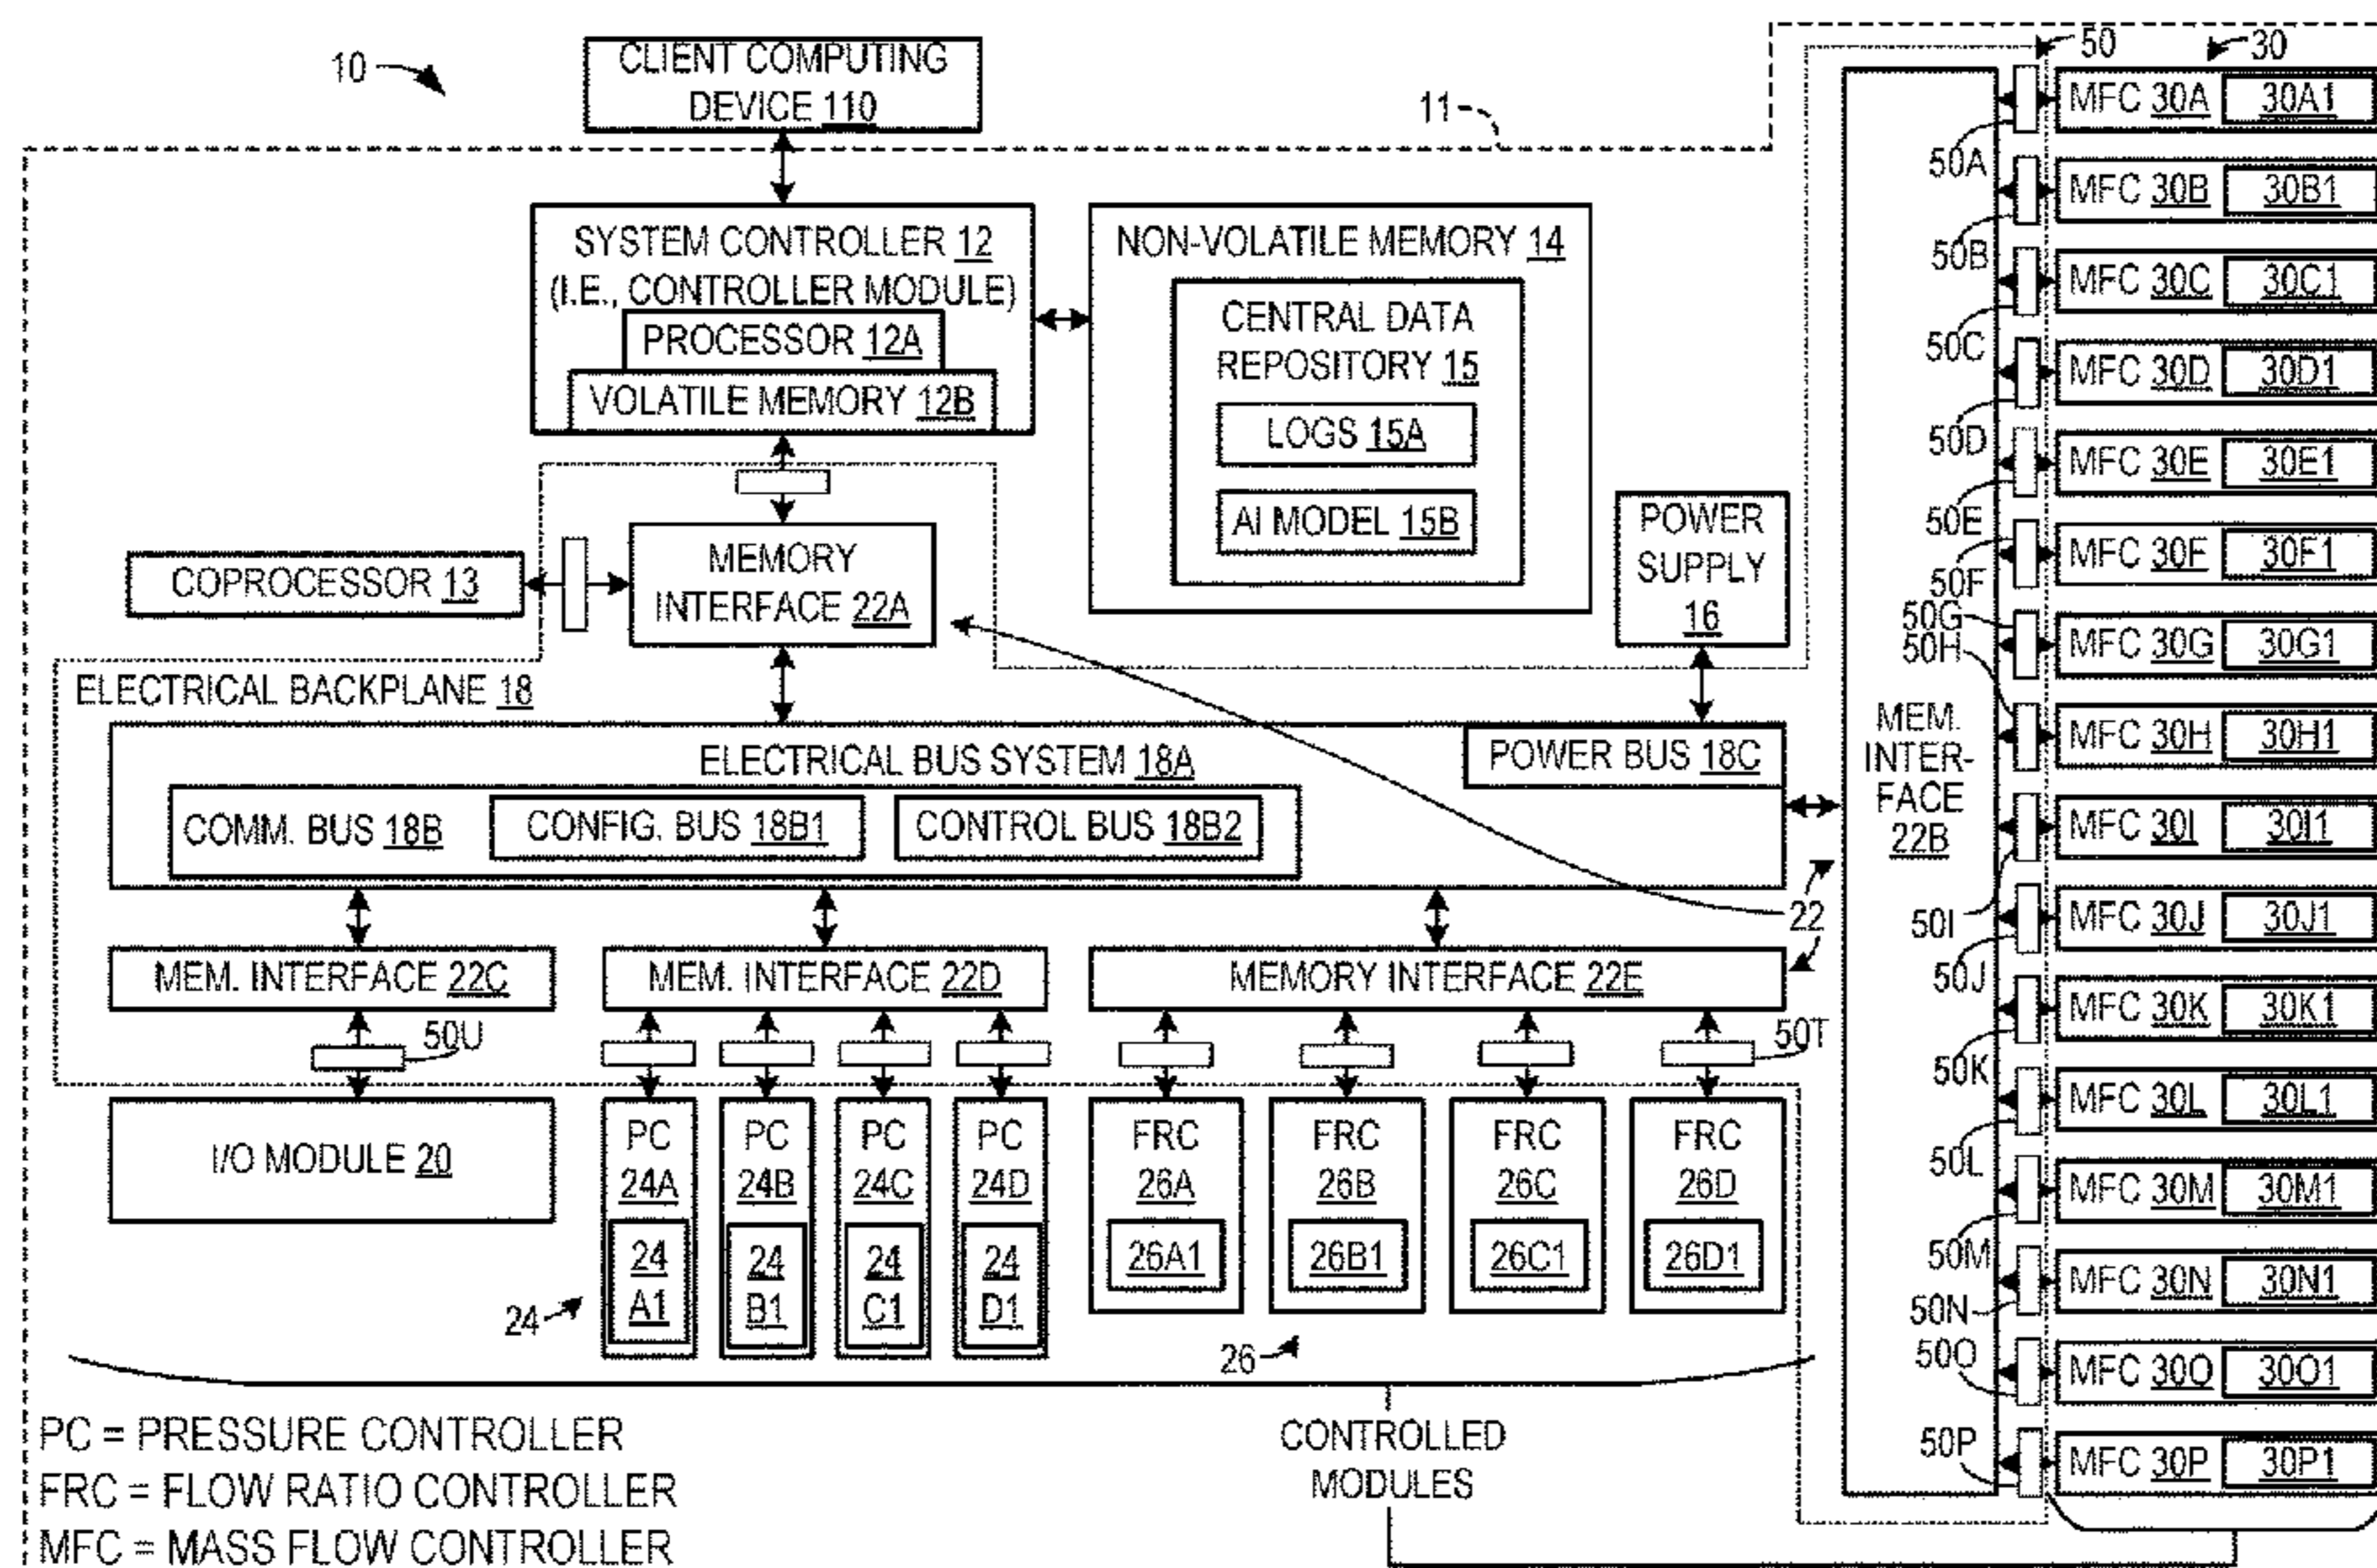 10
CLIENT COMPUTING
DEVICE 110
11
50
30
SYSTEM CONTROLLER 12
(I.E., CONTROLLER MODULE)
PROCESSOR 12A
VOLATILE MEMORY 12B
NON-VOLATILE MEMORY 14
CENTRAL DATA
REPOSITORY 15
LOGS 15A
AI MODEL 15B
POWER
SUPPLY
16
COPROCESSOR 13
MEMORY
INTERFACE 22A
ELECTRICAL BACKPLANE 18
ELECTRICAL BUS SYSTEM 18A
POWER BUS 18C
COMM. BUS 18B
CONFIG. BUS 18B1
CONTROL BUS 18B2
22
MEM. INTERFACE 22C
MEM. INTERFACE 22D
MEMORY INTERFACE 22E
50U
50T
I/O MODULE 20
PC
24A
24
A1
PC
24B
24
B1
PC
24C
24
C1
PC
24D
24
D1
24
FRC
26A
26A1
FRC
26B
26B1
FRC
26C
26C1
FRC
26D
26D1
26
MEM.
INTER-
FACE
22B
50A
50B
50C
50D
50E
50F
50G
50H
50I
50J
50K
50L
50M
50N
50O
50P
MFC 30A 30A1
MFC 30B 30B1
MFC 30C 30C1
MFC 30D 30D1
MFC 30E 30E1
MFC 30F 30F1
MFC 30G 30G1
MFC 30H 30H1
MFC 30I 30I1
MFC 30J 30J1
MFC 30K 30K1
MFC 30L 30L1
MFC 30M 30M1
MFC 30N 30N1
MFC 30O 30O1
MFC 30P 30P1
CONTROLLED
MODULES
PC = PRESSURE CONTROLLER
FRC = FLOW RATIO CONTROLLER
MFC = MASS FLOW CONTROLLER